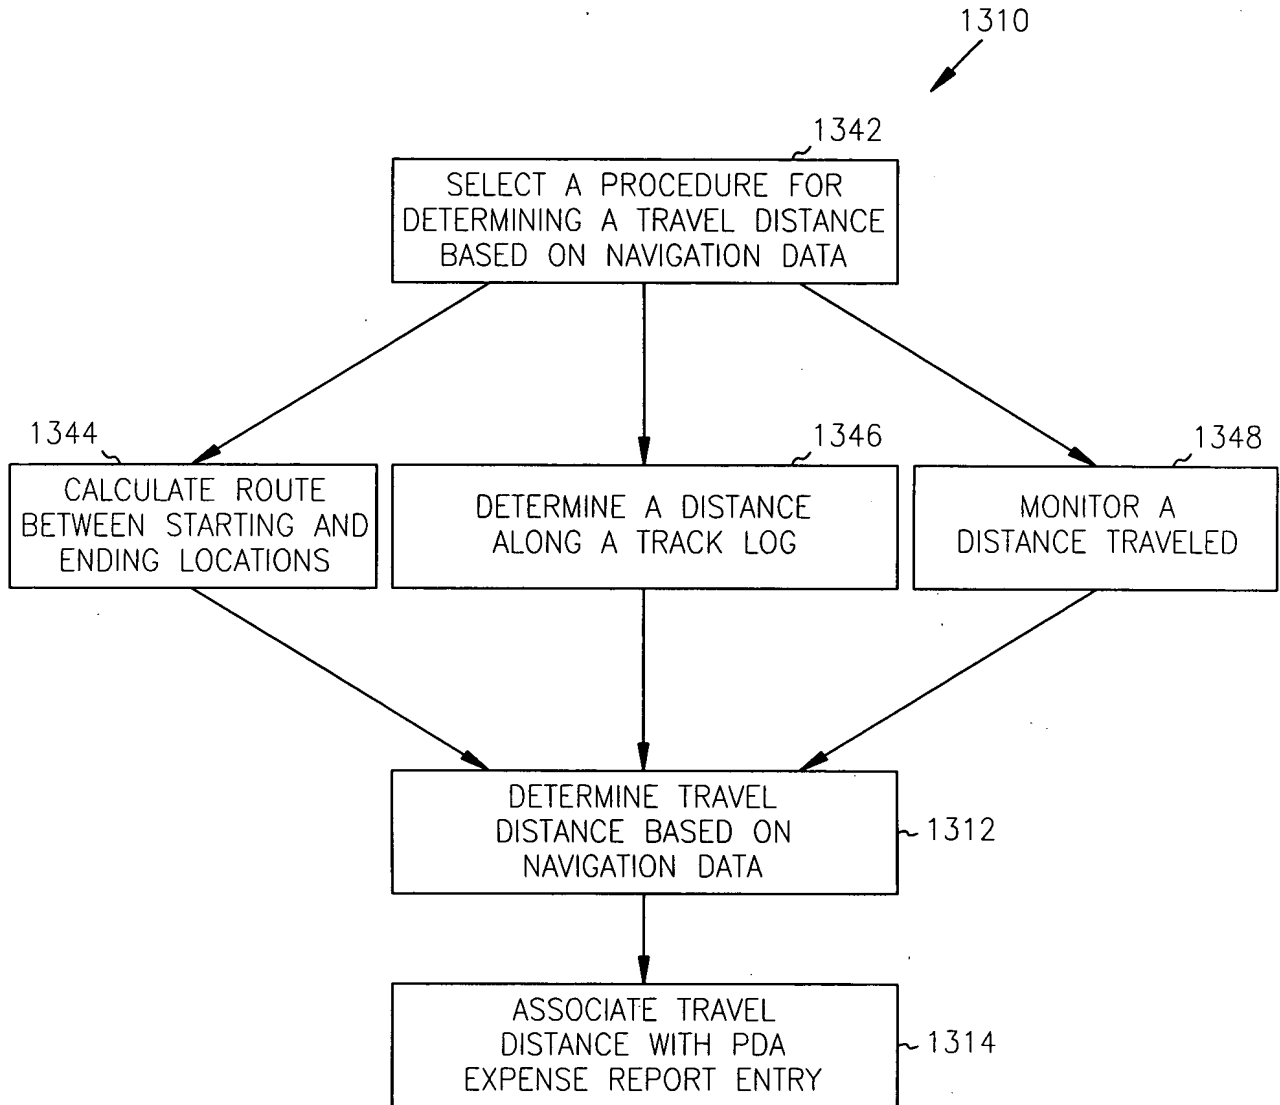 1310
1342
SELECT A PROCEDURE FOR
DETERMINING A TRAVEL DISTANCE
BASED ON NAVIGATION DATA
1344
CALCULATE ROUTE
BETWEEN STARTING AND
ENDING LOCATIONS
1346
DETERMINE A DISTANCE
ALONG A TRACK LOG
1348
MONITOR A
DISTANCE TRAVELED
DETERMINE TRAVEL
DISTANCE BASED ON
NAVIGATION DATA
1312
ASSOCIATE TRAVEL
DISTANCE WITH PDA
EXPENSE REPORT ENTRY
1314